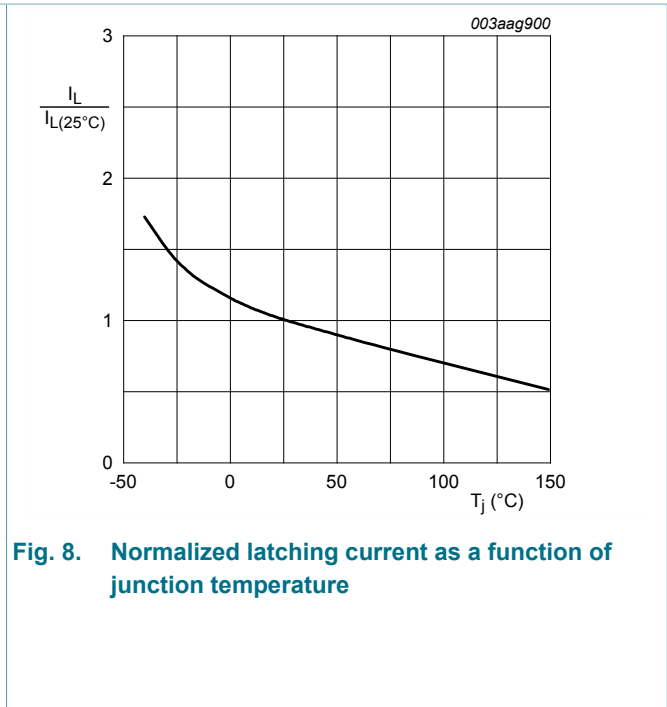 003aag900
3
I_L
I_L(25°C)
2
1
0
-50 0 50 100 150
T_j (°C)
Fig. 8. Normalized latching current as a function of
junction temperature